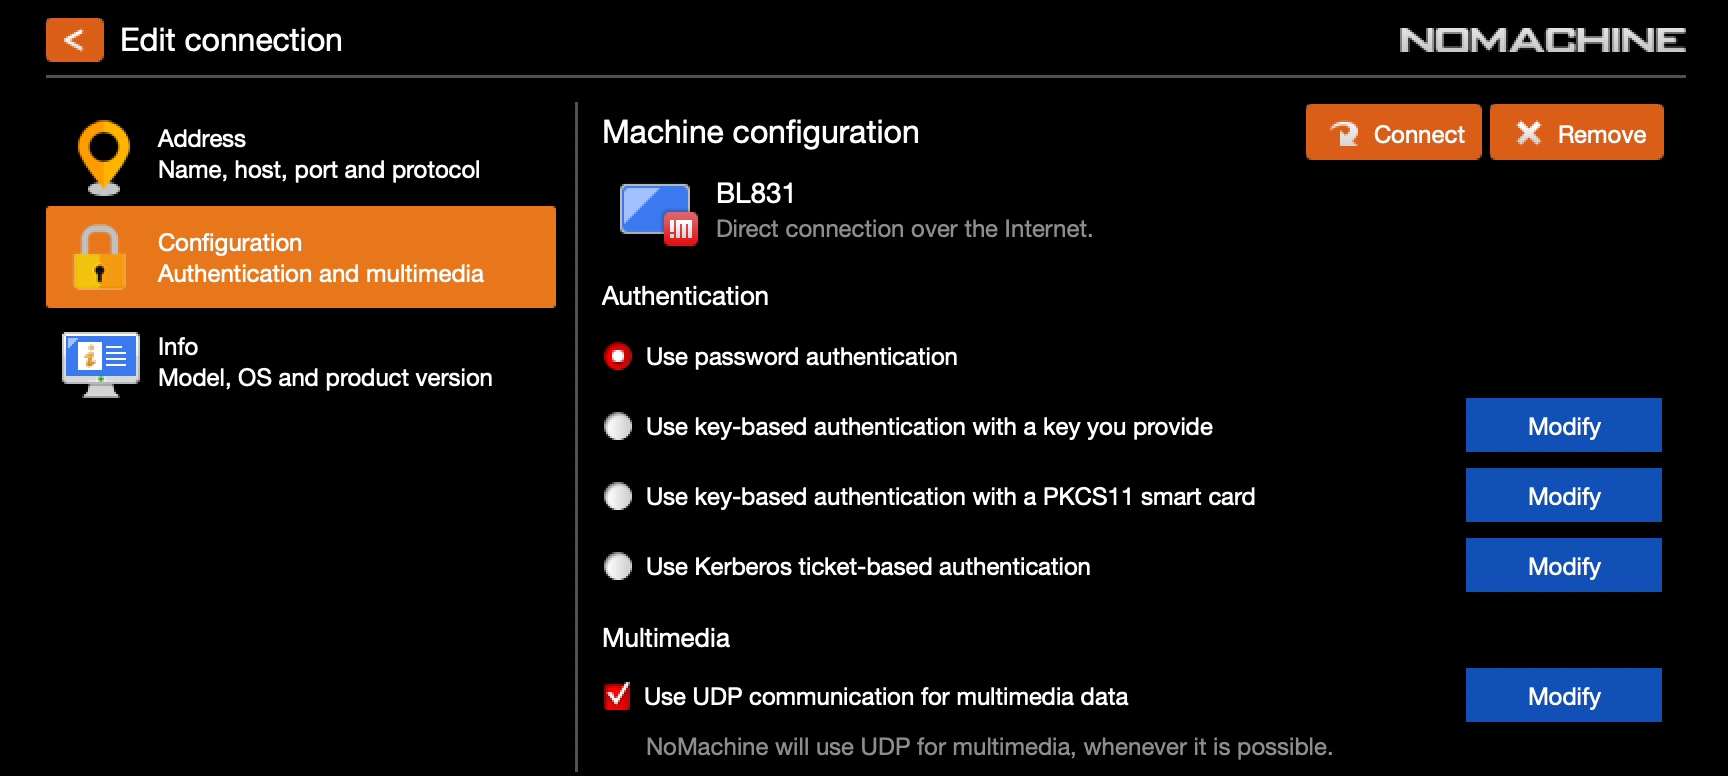 Edit connection
NOMACHINE
Address
Name, host, port and protocol
Configuration
Authentication and multimedia
Info
Model, OS and product version
Machine configuration
Connect
Remove
BL831
!M
Direct connection over the Internet.
Authentication
Use password authentication
Use key-based authentication with a key you provide
Modify
Use key-based authentication with a PKCS11 smart card
Modify
Use Kerberos ticket-based authentication
Modify
Multimedia
Use UDP communication for multimedia data
Modify
NoMachine will use UDP for multimedia, whenever it is possible.